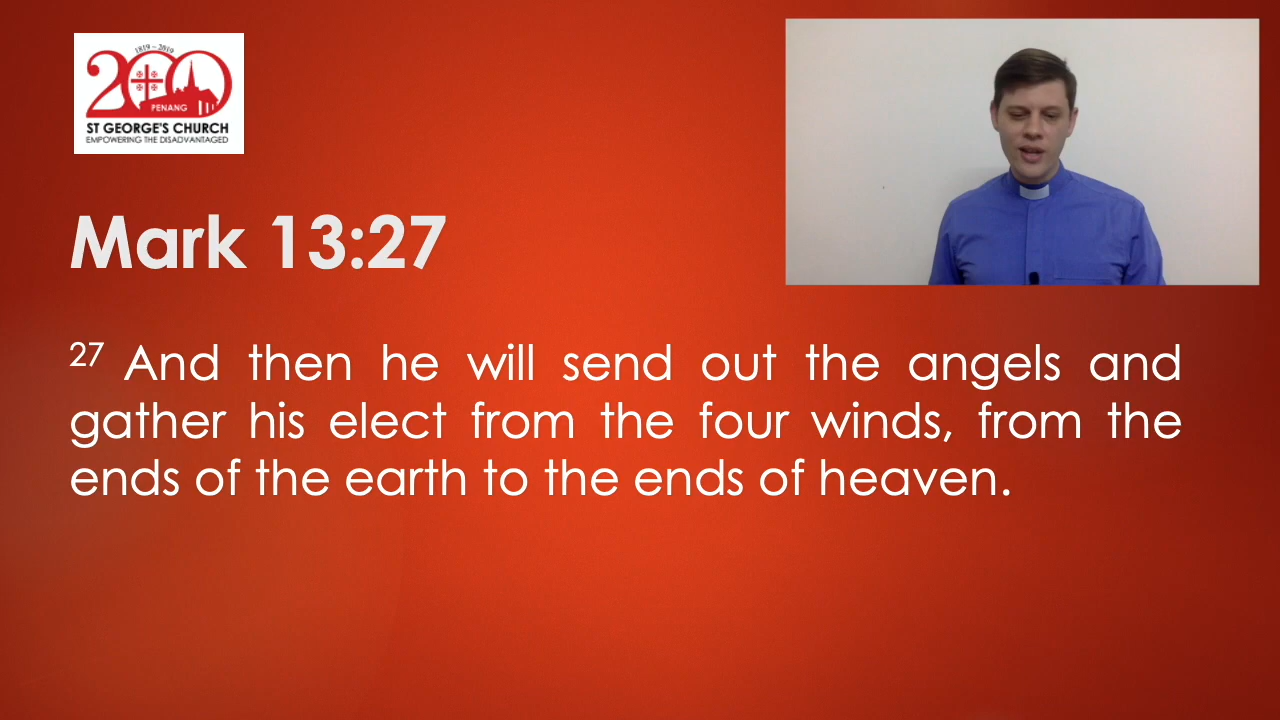 1819 – 2019
200
PENANG
ST GEORGE'S CHURCH
EMPOWERING THE DISADVANTAGED
Mark 13:27
27 And then he will send out the angels and
gather his elect from the four winds, from the
ends of the earth to the ends of heaven.